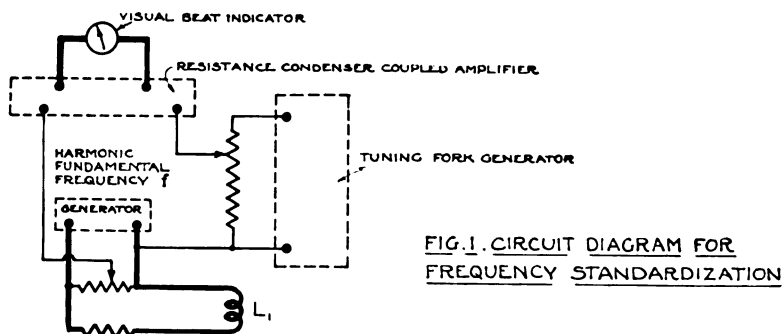 VISUAL BEAT INDICATOR
RESISTANCE CONDENSER COUPLED AMPLIFIER
HARMONIC
FUNDAMENTAL
FREQUENCY f
GENERATOR
TUNING FORK GENERATOR
L1
FIG.1. CIRCUIT DIAGRAM FOR
FREQUENCY STANDARDIZATION